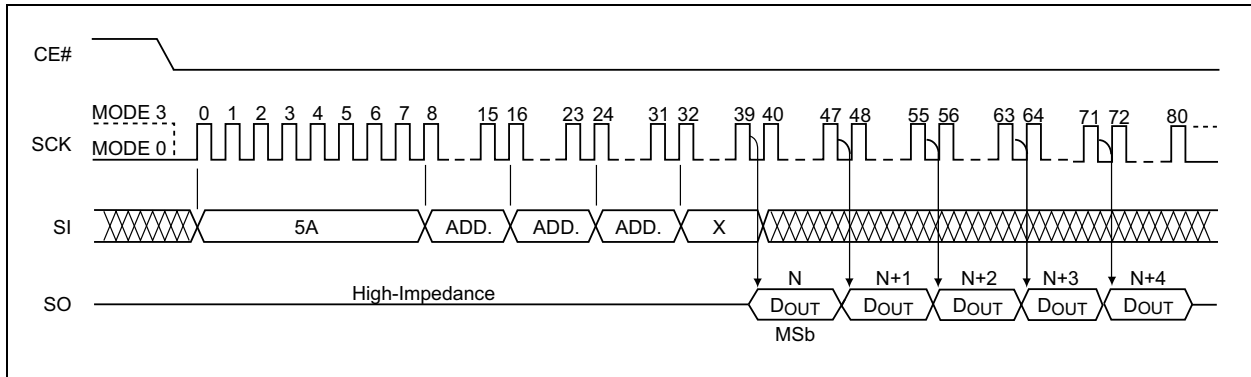 CE#
MODE 3
0 1 2 3 4 5 6 7 8 15 16 23 24 31 32 39 40 47 48 55 56 63 64 71 72 80
SCK
MODE 0
SI
5A ADD. ADD. ADD. X
N N+1 N+2 N+3 N+4
High-Impedance
SO
DOUT DOUT DOUT DOUT DOUT
MSb